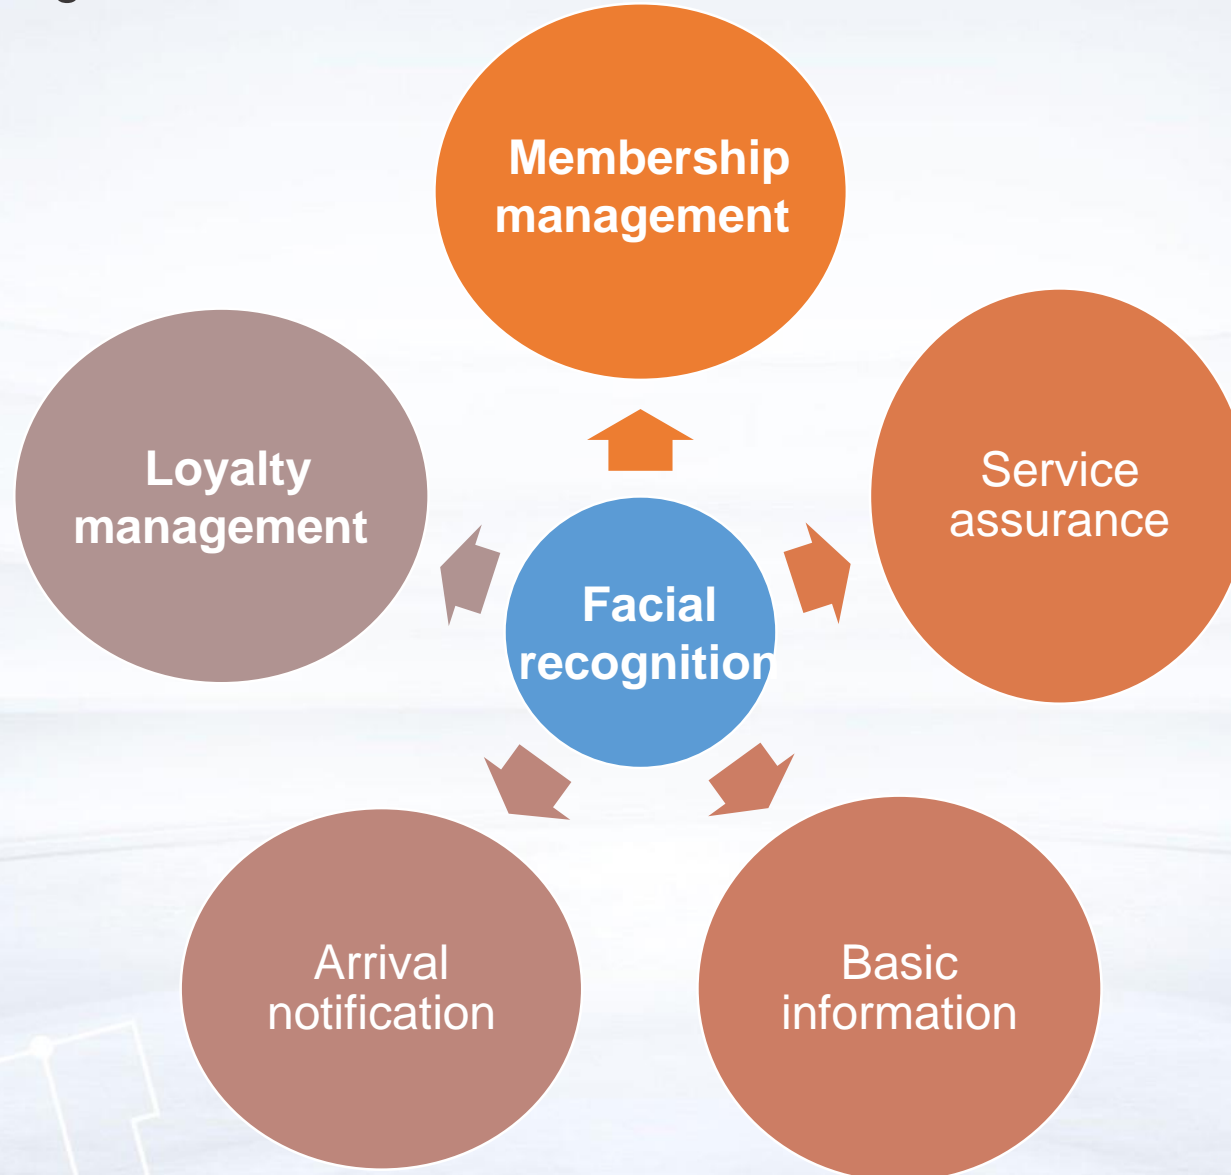 Membership
management
Loyalty
management
Service
assurance
Facial
recognition
Arrival
notification
Basic
information